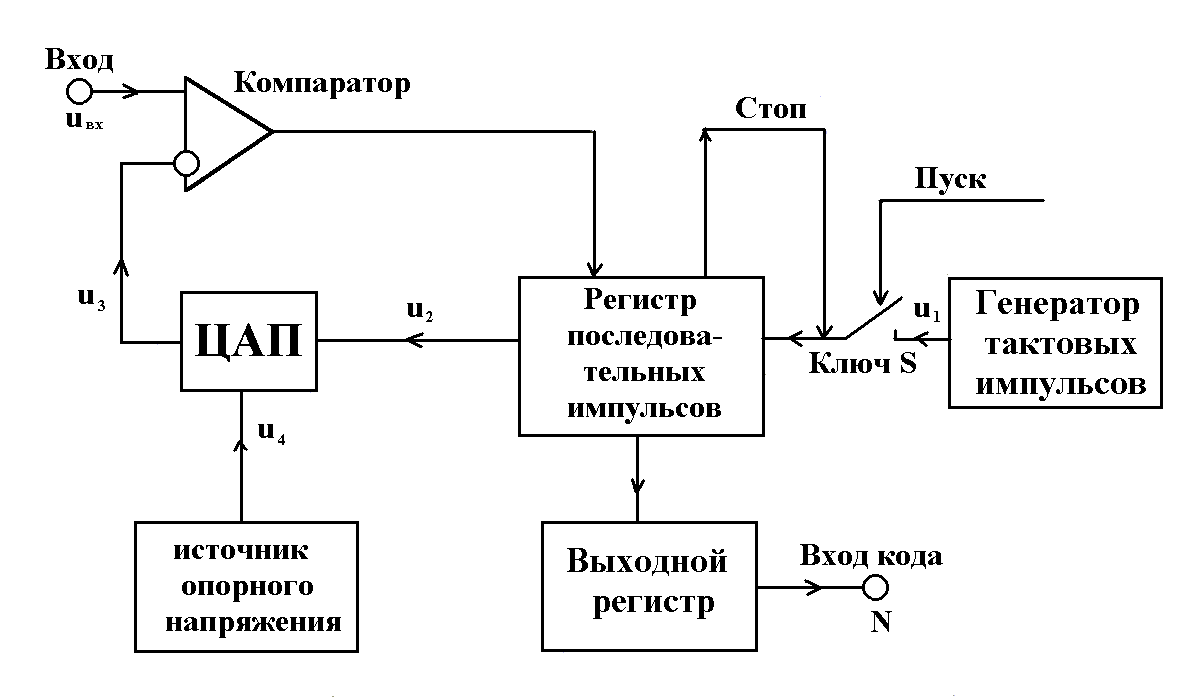 Вход
Компаратор
uвх
Стоп
Пуск
u3
u2
u1
ЦАП
Регистр
последова-
тельных
импульсов
Ключ S
Генератор
тактовых
импульсов
u4
источник
опорного
напряжения
Выходной
регистр
Вход кода
N